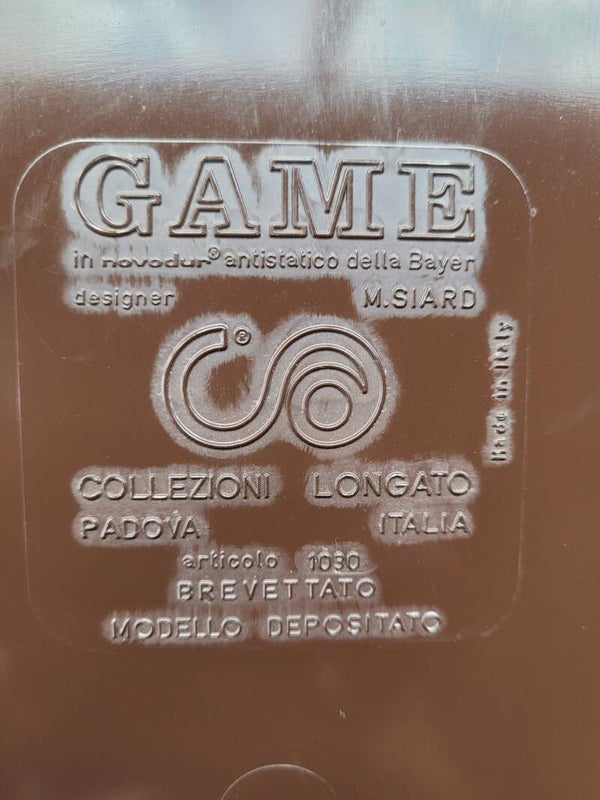 GAME
in novodur® antistatico della Bayer
designer M.SIARD
®
Made in Italy
COLLEZIONI LONGATO
PADOVA ITALIA
articolo 1030
BREVETTATO
MODELLO DEPOSITATO